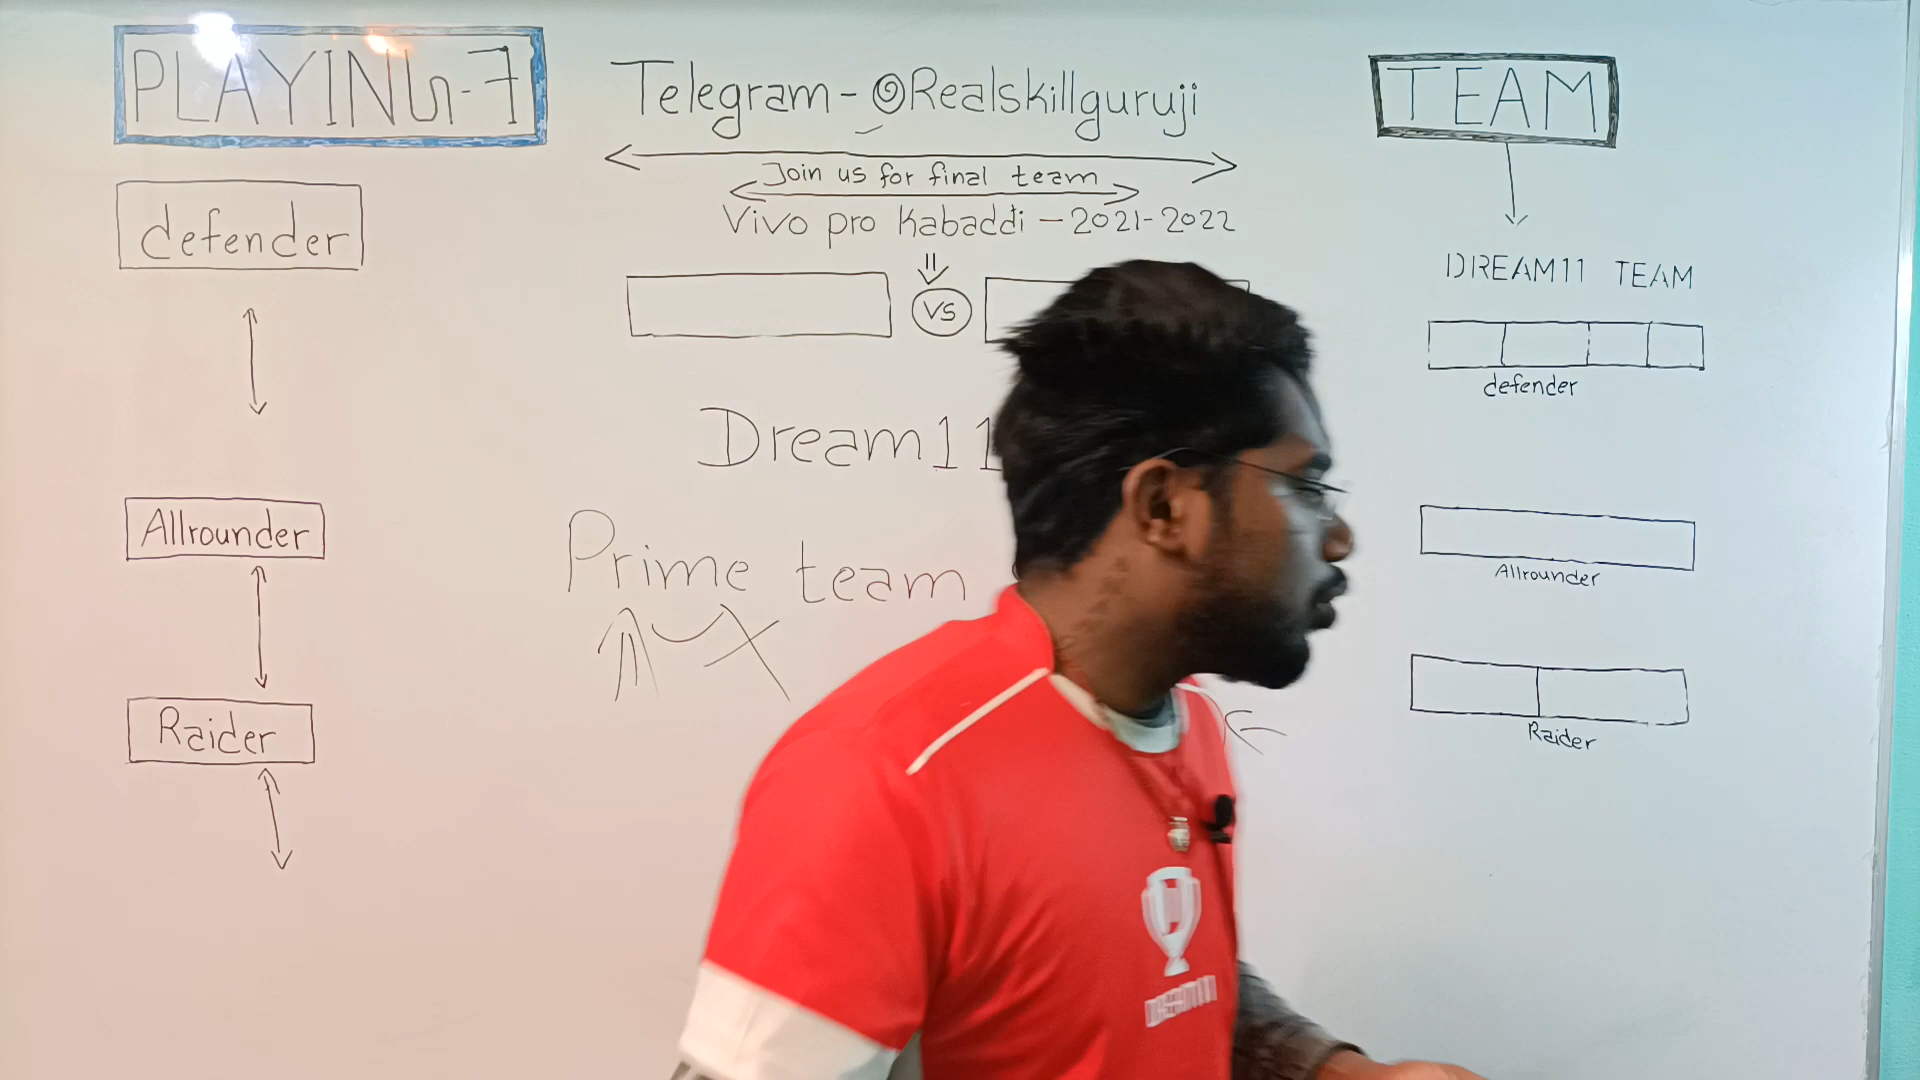 PLAYING-7
defender
Allrounder
Raider
Telegram-@Realskillguruji
Join us for final team
Vivo pro Kabaddi - 2021-2022
VS
Dream11
Prime team
TEAM
DREAM11 TEAM
defender
Allrounder
Raider
DREAM11